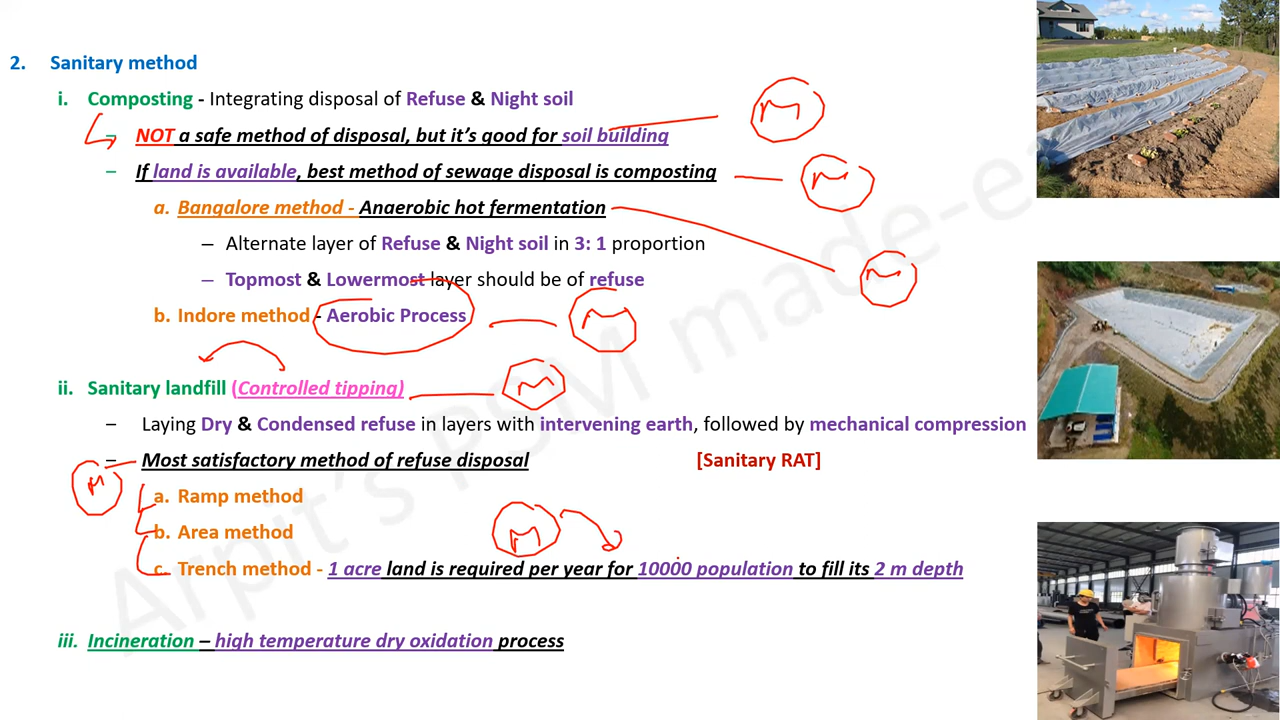 2. Sanitary method
i. Composting - Integrating disposal of Refuse & Night soil
– NOT a safe method of disposal, but it's good for soil building
– If land is available, best method of sewage disposal is composting
a. Bangalore method - Anaerobic hot fermentation
– Alternate layer of Refuse & Night soil in 3: 1 proportion
– Topmost & Lowermost layer should be of refuse
b. Indore method - Aerobic Process
ii. Sanitary landfill (Controlled tipping)
– Laying Dry & Condensed refuse in layers with intervening earth, followed by mechanical compression
– Most satisfactory method of refuse disposal [Sanitary RAT]
a. Ramp method
b. Area method
c. Trench method - 1 acre land is required per year for 10000 population to fill its 2 m depth
iii. Incineration – high temperature dry oxidation process
M
M
M
M
M
M
M
Arpit's PSM made-ea